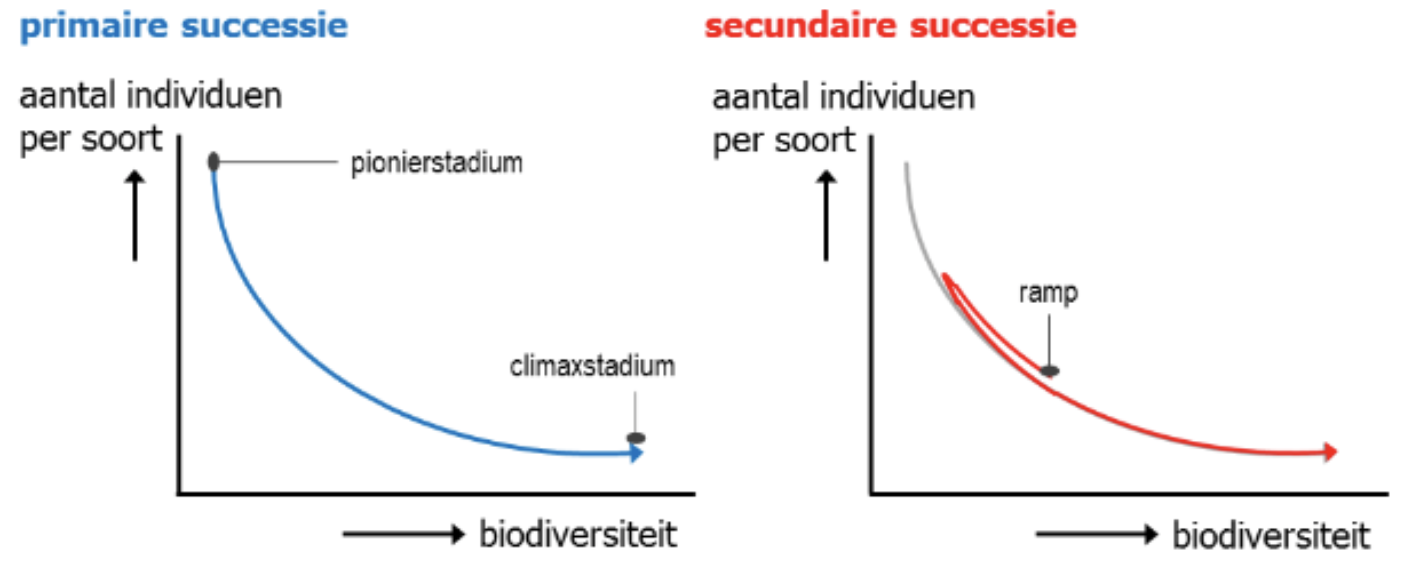 primaire successie
aantal individuen
per soort
pionierstadium
climaxstadium
biodiversiteit
secundaire successie
aantal individuen
per soort
ramp
biodiversiteit